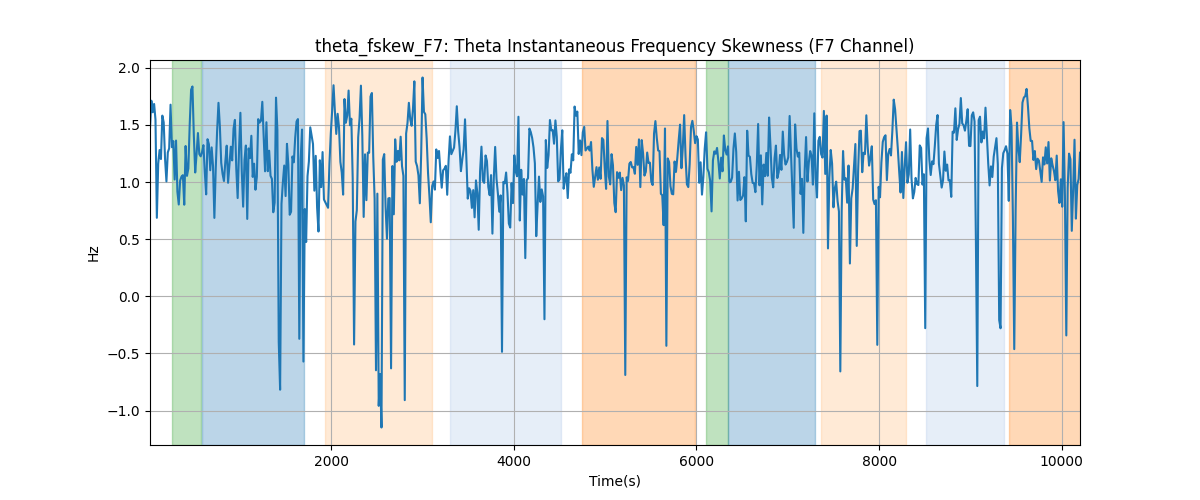 theta_fskew_F7: Theta Instantaneous Frequency Skewness (F7 Channel)
2.0
1.5
1.0
0.5
0.0
−0.5
−1.0
Hz
2000 4000 6000 8000 10000
Time(s)